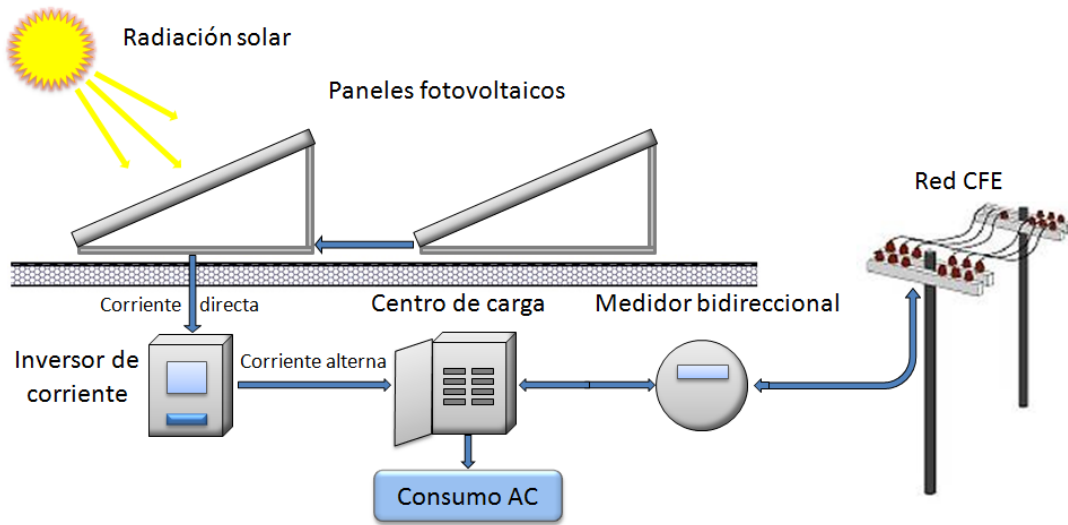 Radiación solar
Paneles fotovoltaicos
Red CFE
Corriente directa
Centro de carga
Medidor bidireccional
Inversor de
corriente
Corriente alterna
Consumo AC